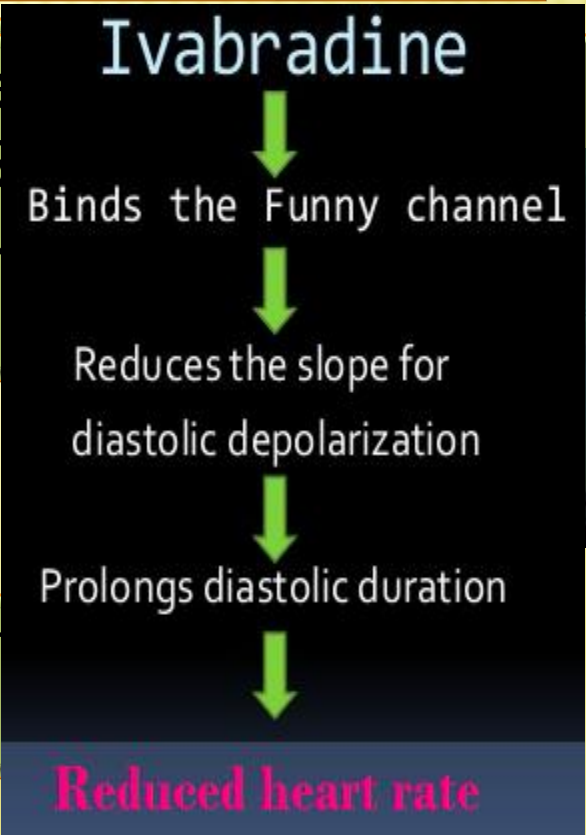 Ivabradine
Binds the Funny channel
Reduces the slope for
diastolic depolarization
Prolongs diastolic duration
Reduced heart rate